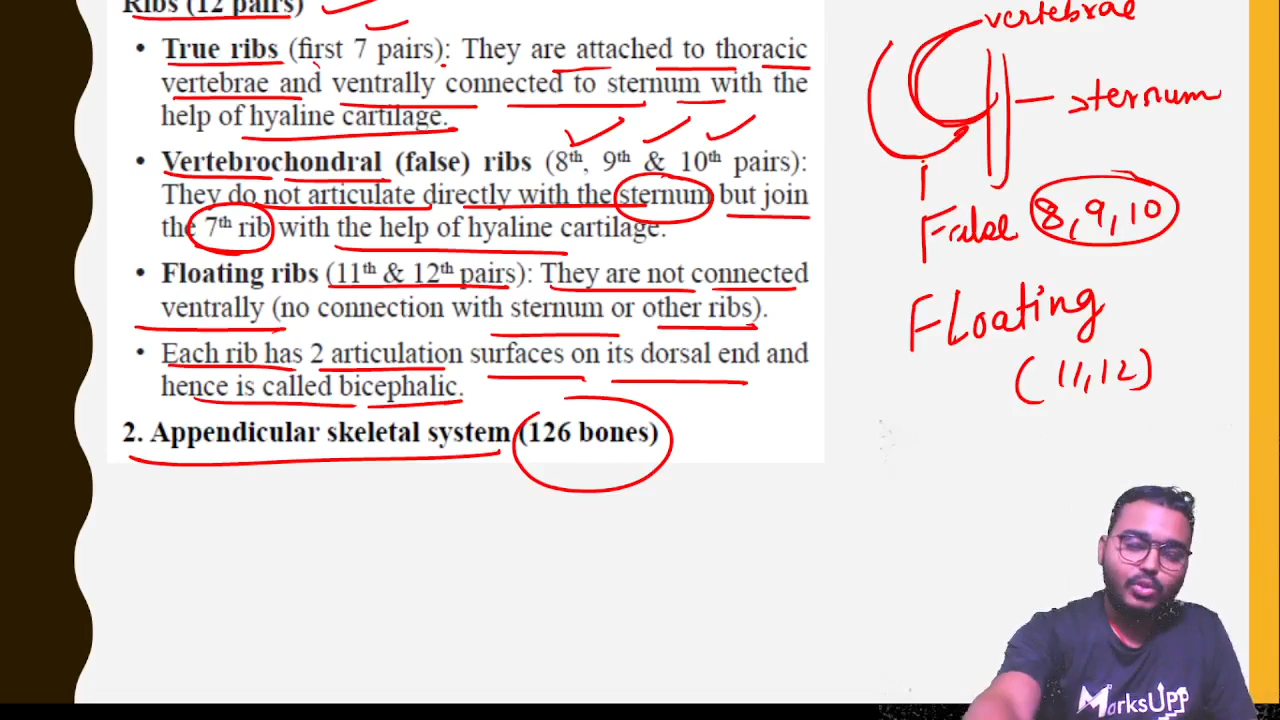 Ribs (12 pairs)
• True ribs (first 7 pairs): They are attached to thoracic
vertebrae and ventrally connected to sternum with the
help of hyaline cartilage.
• Vertebrochondral (false) ribs (8th, 9th & 10th pairs):
They do not articulate directly with the sternum but join
the 7th rib with the help of hyaline cartilage.
• Floating ribs (11th & 12th pairs): They are not connected
ventrally (no connection with sternum or other ribs).
• Each rib has 2 articulation surfaces on its dorsal end and
hence is called bicephalic.
2. Appendicular skeletal system (126 bones)
vertebrae
sternum
False 8, 9, 10
Floating
(11, 12)
MarksUpp